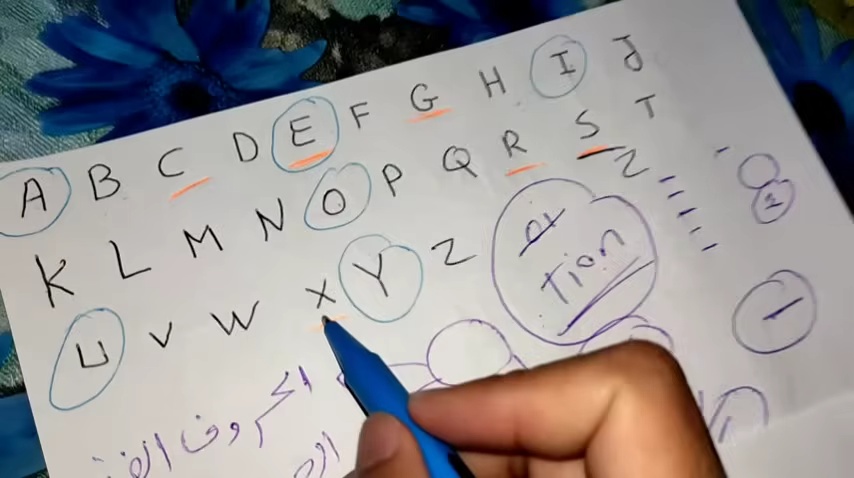 A B C D E F G H I J
K L M N O P Q R S T
U V W X Y Z
Tion
الحروف